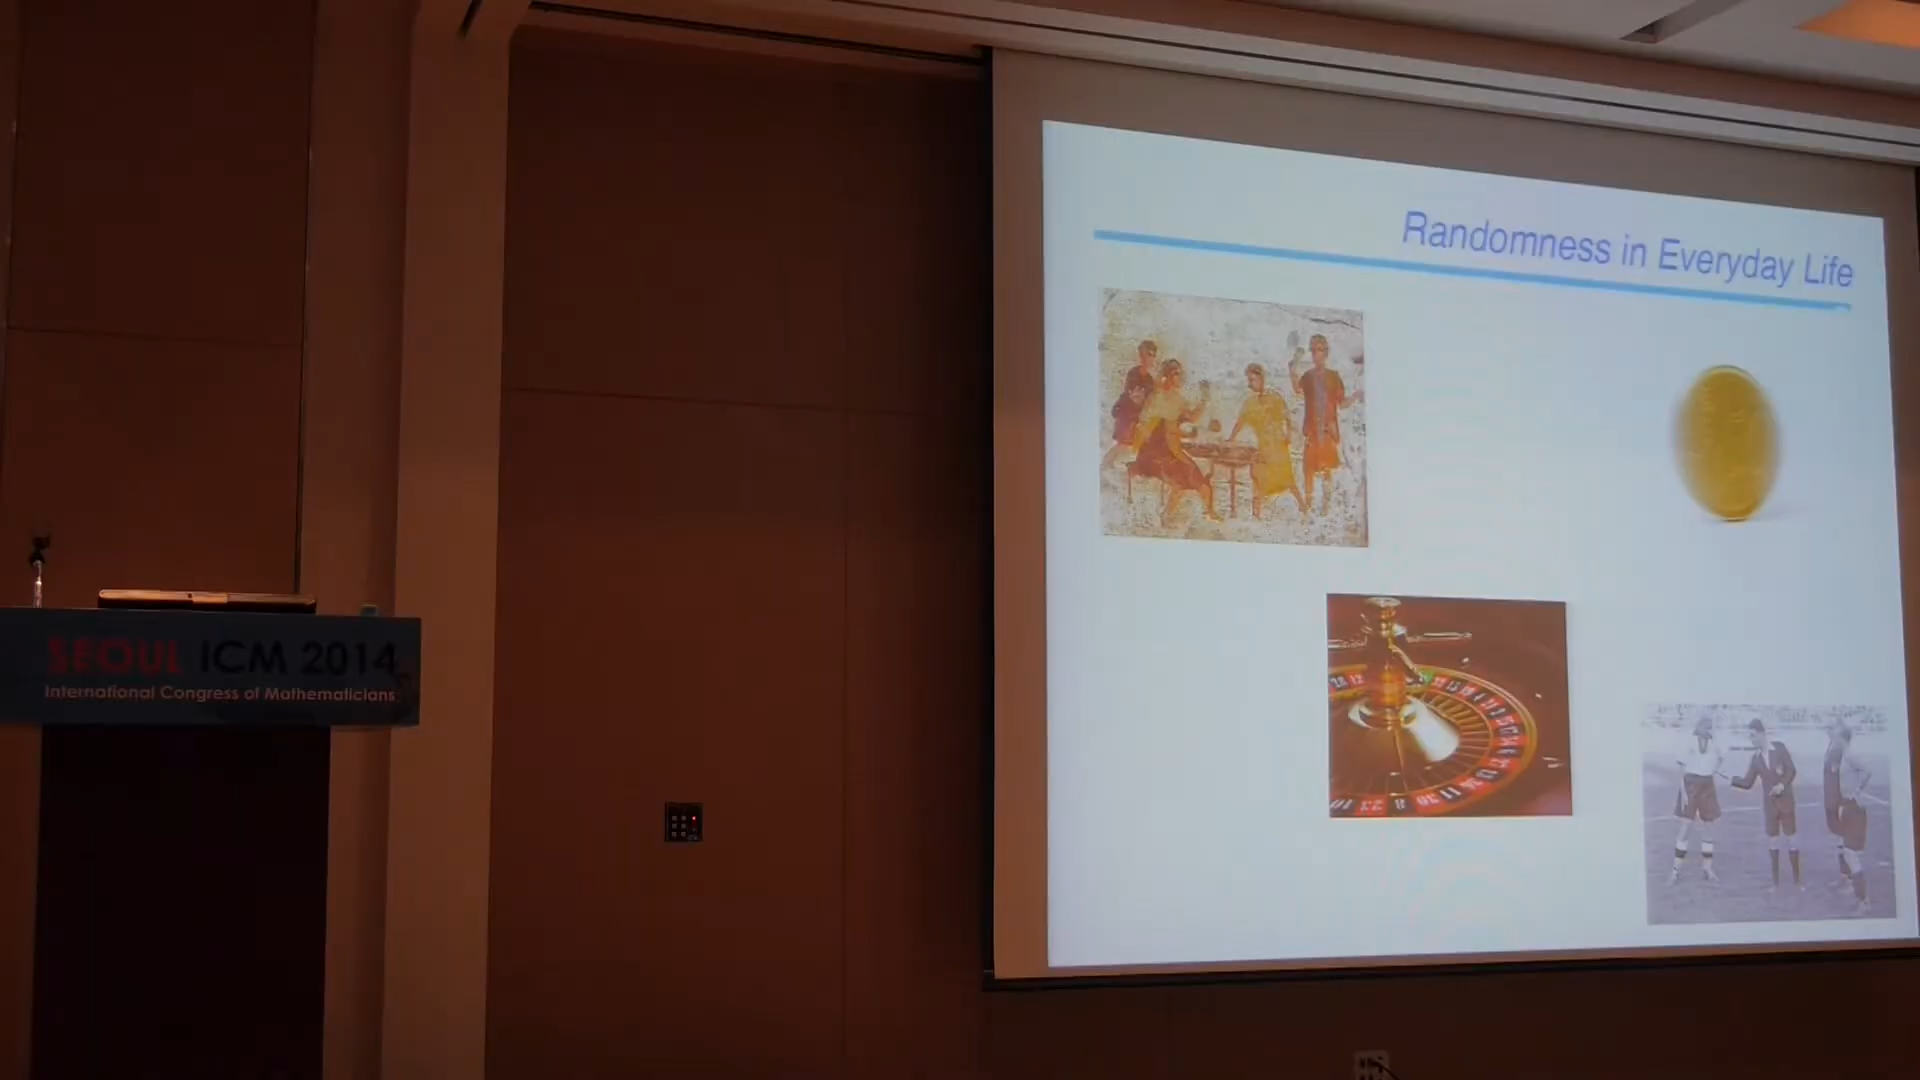 SEOUL ICM 2014
International Congress of Mathematicians
Randomness in Everyday Life